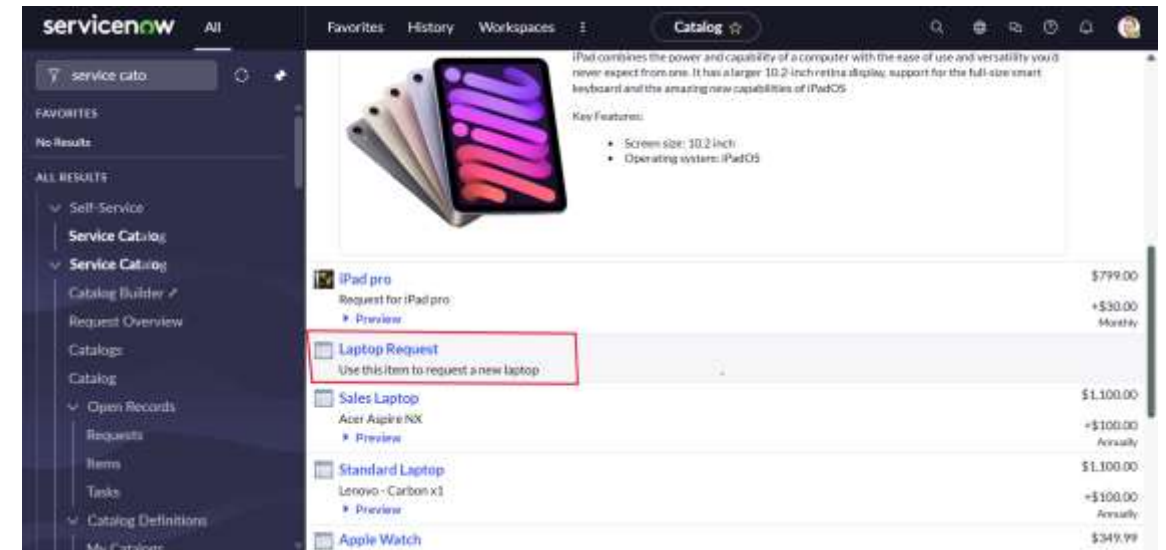 servicenow
All
Favorites
History
Workspaces
Catalog
service cato
FAVORITES
No Results
ALL RESULTS
Self-Service
Service Catalog
Service Catalog
Catalog Builder
Request Overview
Catalogs
Catalog
Open Records
Requests
Items
Tasks
Catalog Definitions
My Catalogs
iPad combines the power and capability of a computer with the ease of use and versatility you'd
never expect from one. It has a larger 10.2-inch retina display, support for the full-size smart
keyboard and the amazing new capabilities of iPadOS
Key Features:
Screen size: 10.2 inch
Operating system: iPadOS
iPad pro
$799.00
Request for iPad pro
+$30.00
Preview
Monthly
Laptop Request
Use this item to request a new laptop
Sales Laptop
$1,100.00
Acer Aspire NX
+$100.00
Preview
Annually
Standard Laptop
$1,100.00
Lenovo - Carbon x1
+$100.00
Preview
Annually
Apple Watch
$349.99